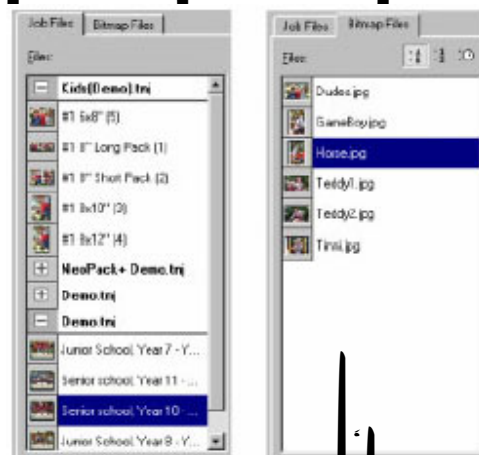 Job Files Bitmap Files
Files:
Kids(Demo).tnj
#1 6x8" (5)
#1 8" Long Pack (1)
#1 8" Short Pack (2)
#1 8x10" (3)
#1 8x12" (4)
NeoPack+ Demo.tnj
Demo.tnj
Demo.tnj
Junior School, Year 7 - Y...
Senior school, Year 11 - ...
Senior school, Year 10 - ...
Junior School, Year 8 - Y...
Job Files Bitmap Files
Files:
Dudes.jpg
GameBoy.jpg
Horse.jpg
Teddy1.jpg
Teddy2.jpg
Tinni.jpg